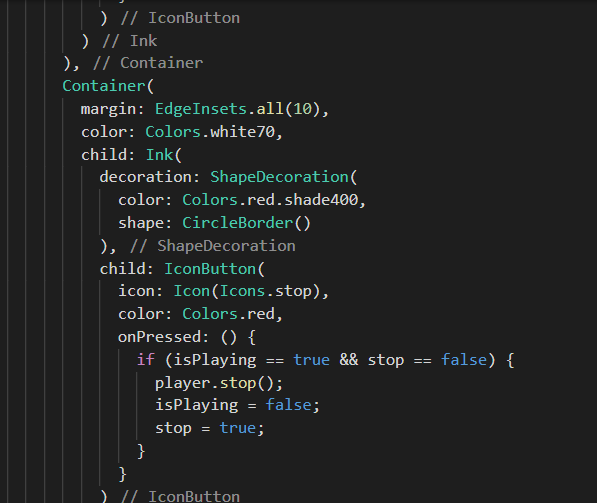 ) // IconButton
) // Ink
), // Container
Container(
margin: EdgeInsets.all(10),
color: Colors.white70,
child: Ink(
decoration: ShapeDecoration(
color: Colors.red.shade400,
shape: CircleBorder()
), // ShapeDecoration
child: IconButton(
icon: Icon(Icons.stop),
color: Colors.red,
onPressed: () {
if (isPlaying == true && stop == false) {
player.stop();
isPlaying = false;
stop = true;
}
}
) // IconButton